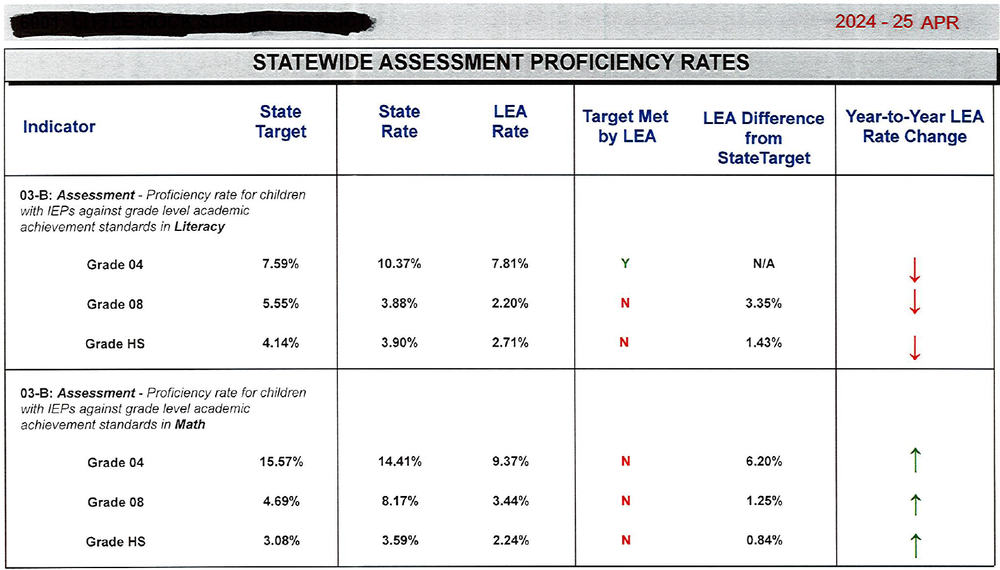 2024 - 25 APR
STATEWIDE ASSESSMENT PROFICIENCY RATES
Indicator State Target State Rate LEA Rate Target Met by LEA LEA Difference from StateTarget Year-to-Year LEA Rate Change
03-B: Assessment - Proficiency rate for children
with IEPs against grade level academic
achievement standards in Literacy
Grade 04 7.59% 10.37% 7.81% Y N/A ↓
Grade 08 5.55% 3.88% 2.20% N 3.35% ↓
Grade HS 4.14% 3.90% 2.71% N 1.43% ↓
03-B: Assessment - Proficiency rate for children
with IEPs against grade level academic
achievement standards in Math
Grade 04 15.57% 14.41% 9.37% N 6.20% ↑
Grade 08 4.69% 8.17% 3.44% N 1.25% ↑
Grade HS 3.08% 3.59% 2.24% N 0.84% ↑